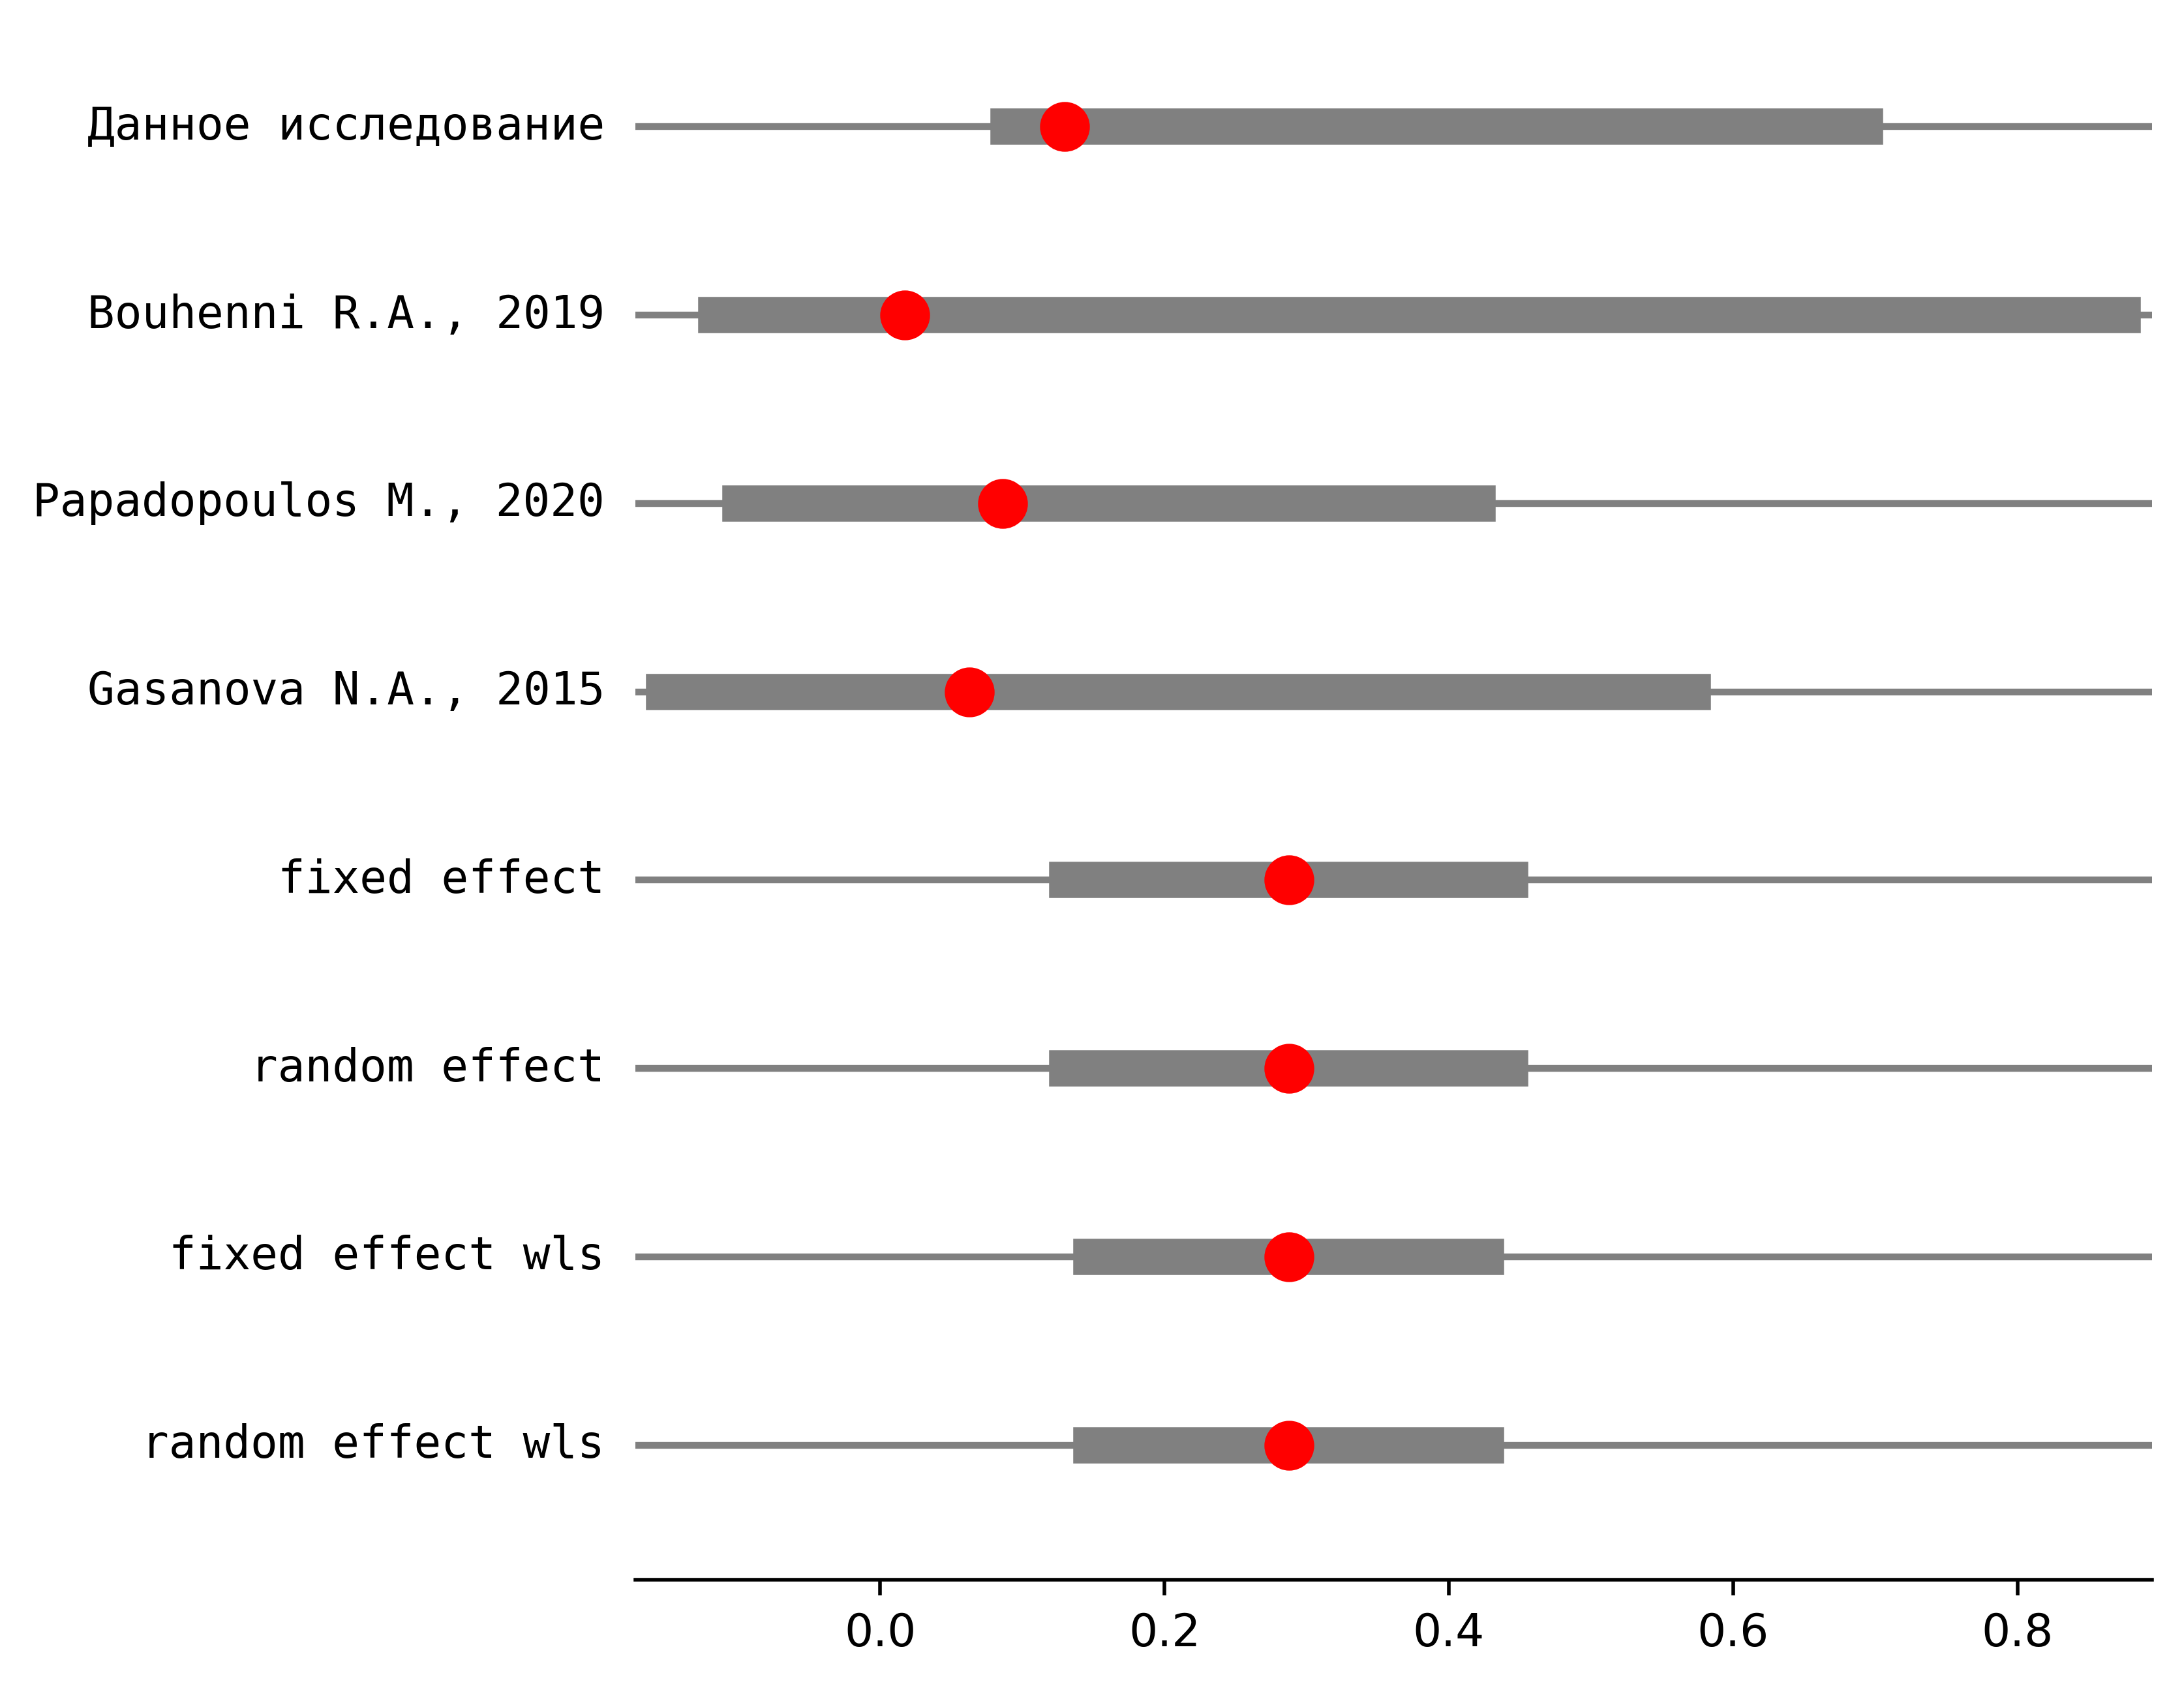 Данное исследование
Bouhenni R.A., 2019
Papadopoulos M., 2020
Gasanova N.A., 2015
fixed effect
random effect
fixed effect wls
random effect wls
0.0 0.2 0.4 0.6 0.8